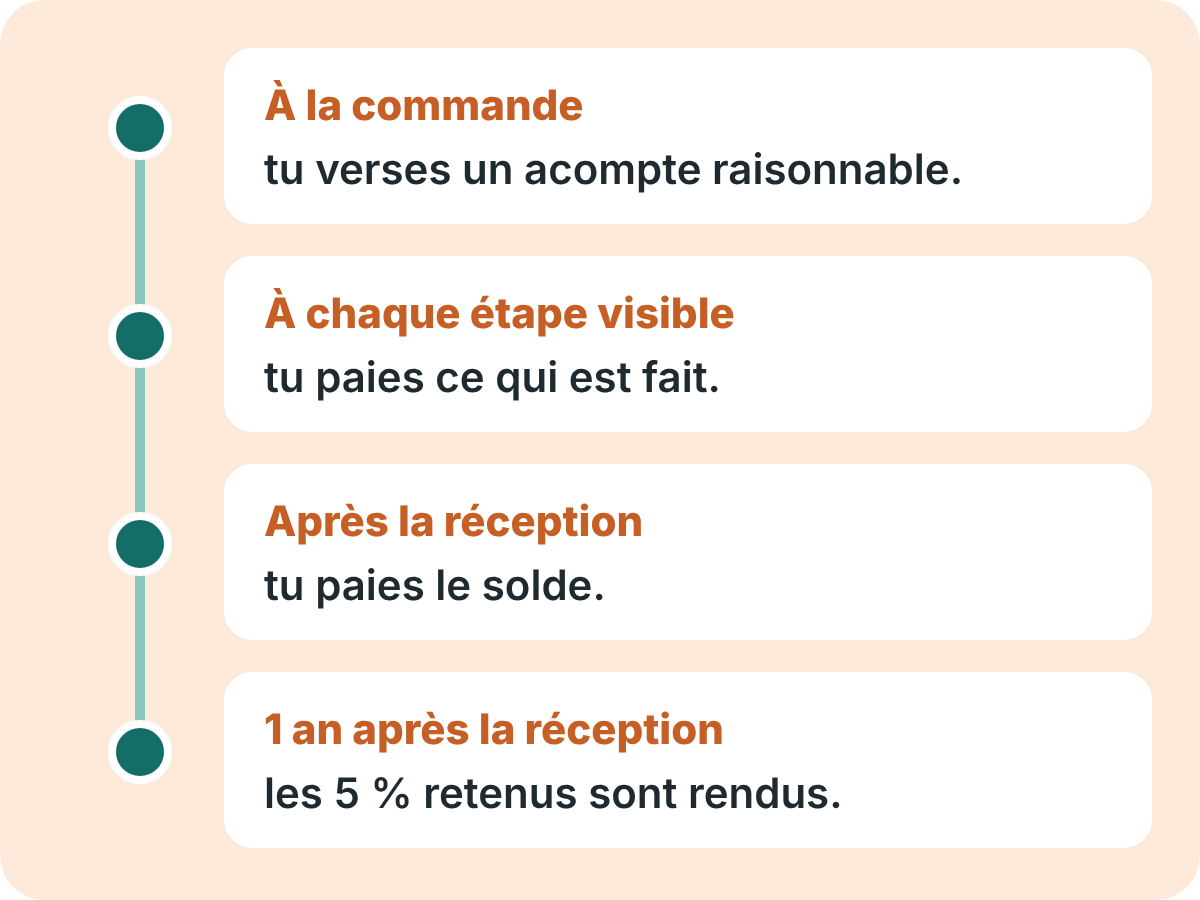 À la commande
tu verses un acompte raisonnable.
À chaque étape visible
tu paies ce qui est fait.
Après la réception
tu paies le solde.
1 an après la réception
les 5 % retenus sont rendus.